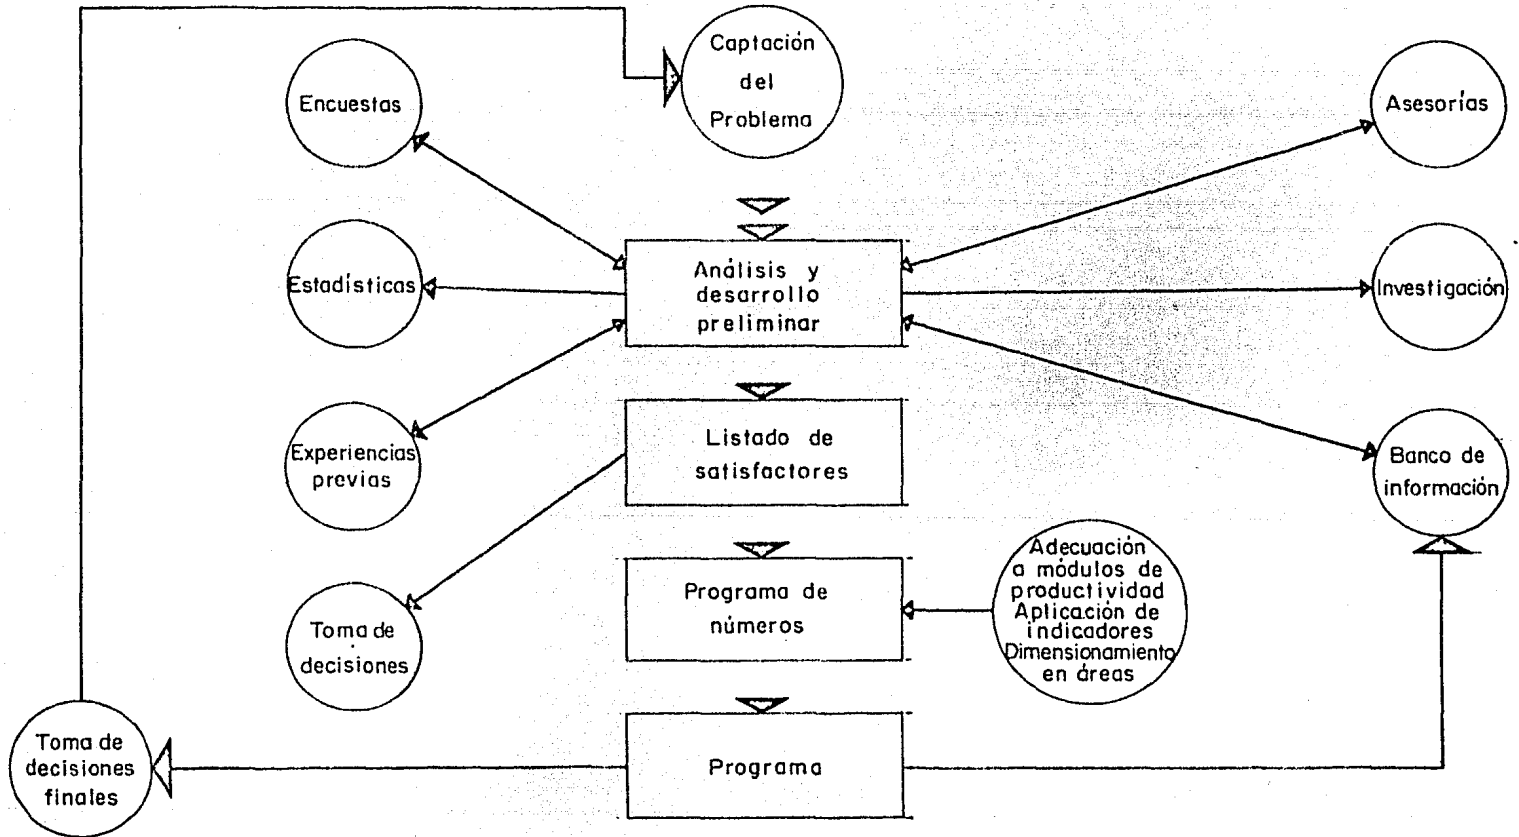 Captación
del
Problema
Encuestas
Asesorías
Estadísticas
Análisis y
desarrollo
preliminar
Investigación
Experiencias
previas
Listado de
satisfactores
Banco de
información
Toma de
decisiones
Programa de
números
Adecuación
a módulos de
productividad
Aplicación de
indicadores
Dimensionamiento
en áreas
Toma de
decisiones
finales
Programa